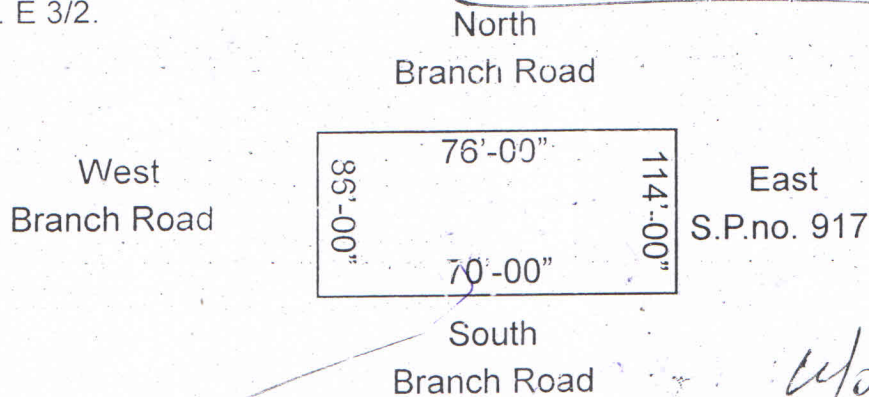 . E 3/2.
North
Branch Road
West
Branch Road
76'-00"
86'-00"
114'-00"
70'-00"
East
S.P.no. 917
South
Branch Road